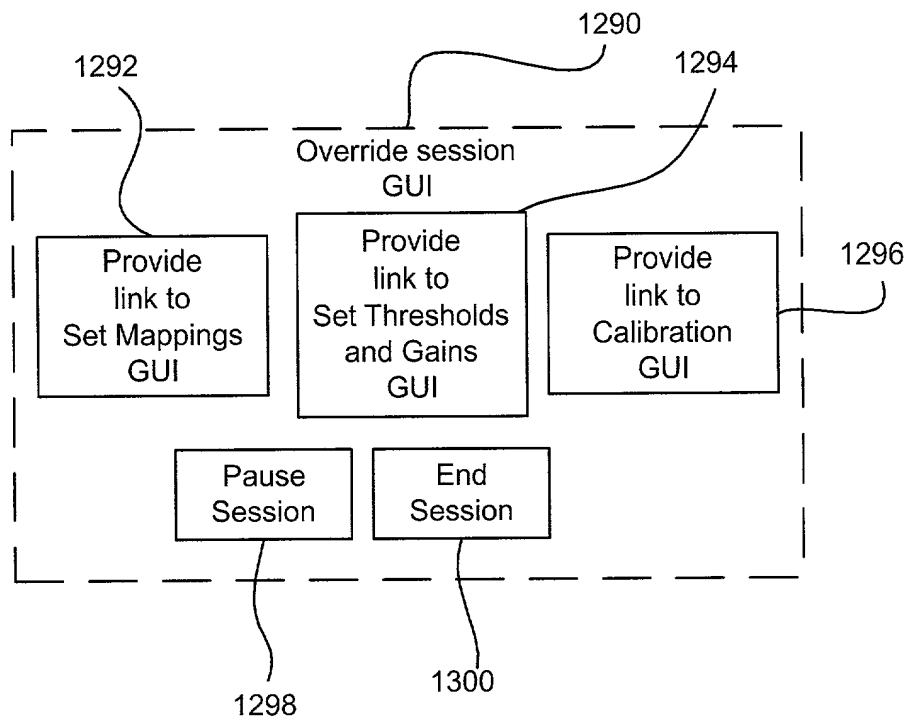 1290
1292
1294
Override session
GUI
Provide
link to
Set Mappings
GUI
Provide
link to
Set Thresholds
and Gains
GUI
Provide
link to
Calibration
GUI
1296
Pause
Session
End
Session
1298
1300